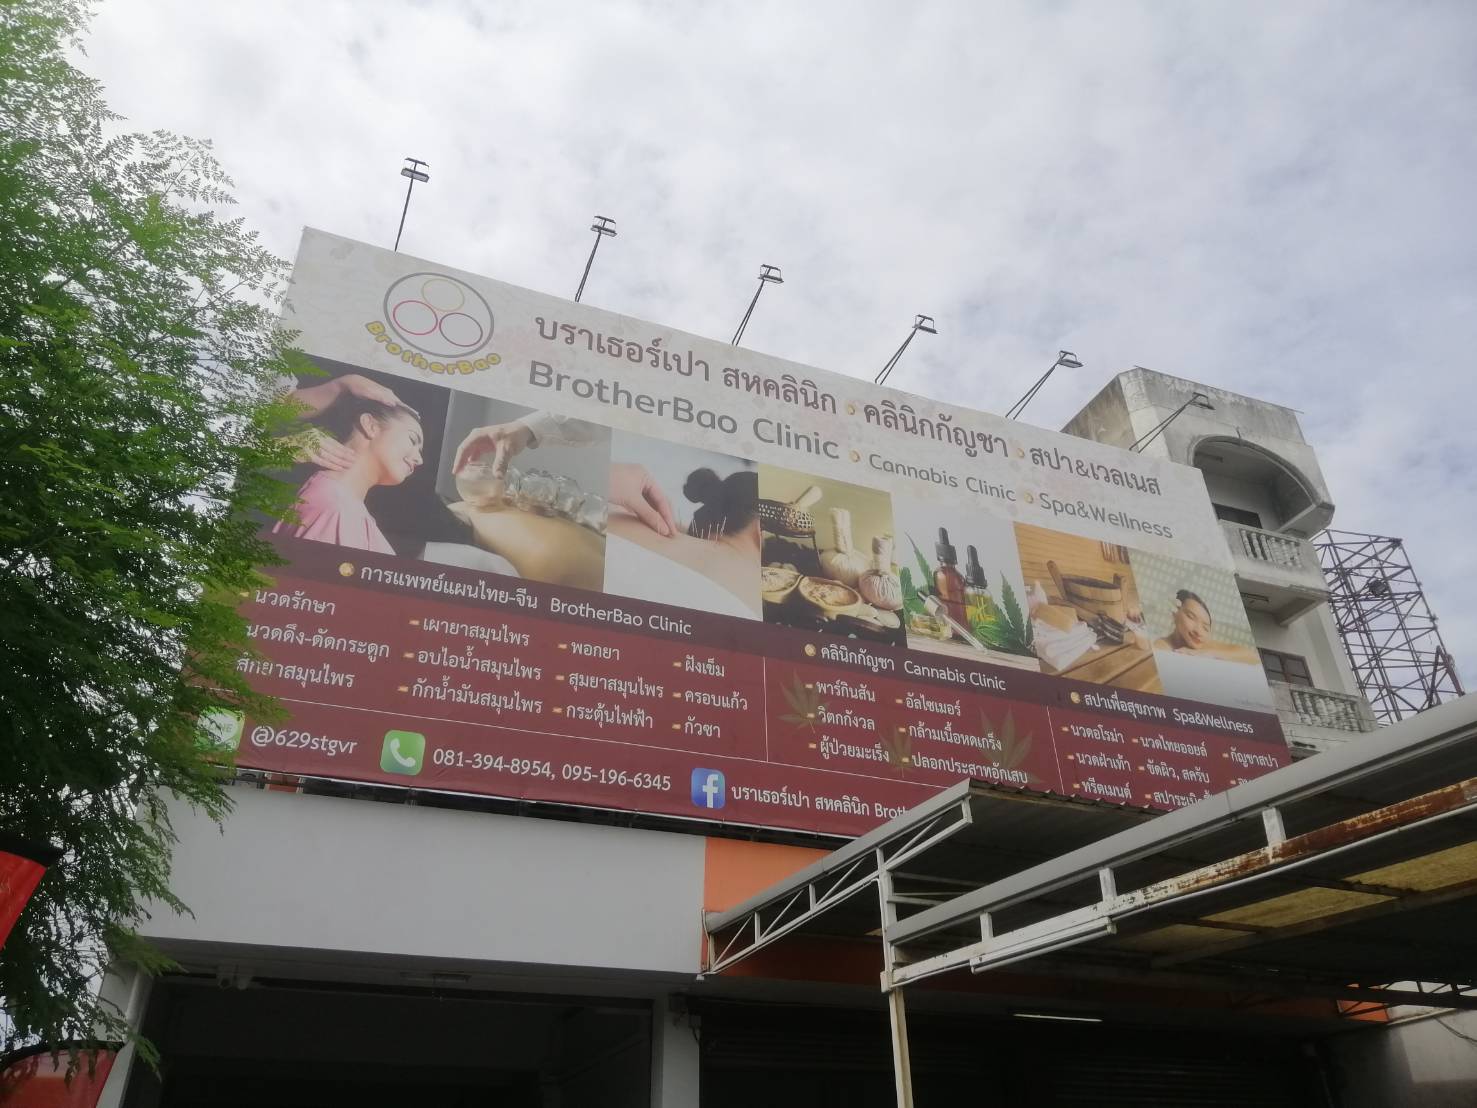 BrotherBao
บราเธอร์เปา สหคลินิก • คลินิกกัญชา • สปา&เวลเนส
BrotherBao Clinic • Cannabis Clinic • Spa&Wellness
การแพทย์แผนไทย-จีน BrotherBao Clinic
- นวดรักษา
นวดดึง-ดัดกระดูก
สักยาสมุนไพร
- เผายาสมุนไพร
- อบไอน้ำสมุนไพร
- กักน้ำมันสมุนไพร
- พอกยา
- สุมยาสมุนไพร
- กระตุ้นไฟฟ้า
- ฝังเข็ม
- ครอบแก้ว
- กัวซา
คลินิกกัญชา Cannabis Clinic
- พาร์กินสัน
- วิตกกังวล
- ผู้ป่วยมะเร็ง
- อัลไซเมอร์
- กล้ามเนื้อหดเกร็ง
- ปลอกประสาทอักเสบ
สปาเพื่อสุขภาพ Spa&Wellness
- นวดอโรม่า
- นวดฝ่าเท้า
- ทรีตเมนต์
- นวดไทยออยล์
- ขัดผิว, สครับ
- กัญชาสปา
@629stgvr
081-394-8954, 095-196-6345
บราเธอร์เปา สหคลินิก